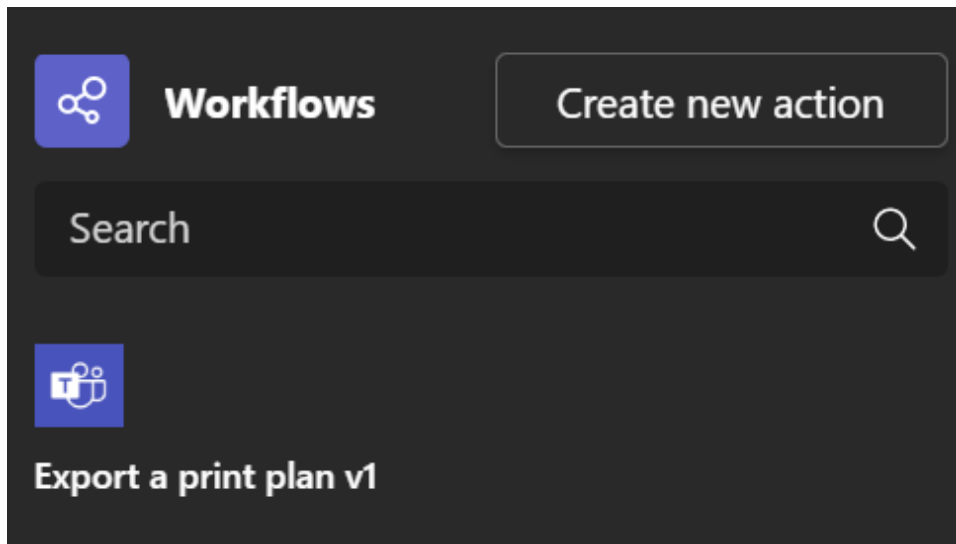 Workflows
Create new action
Search
T
Export a print plan v1